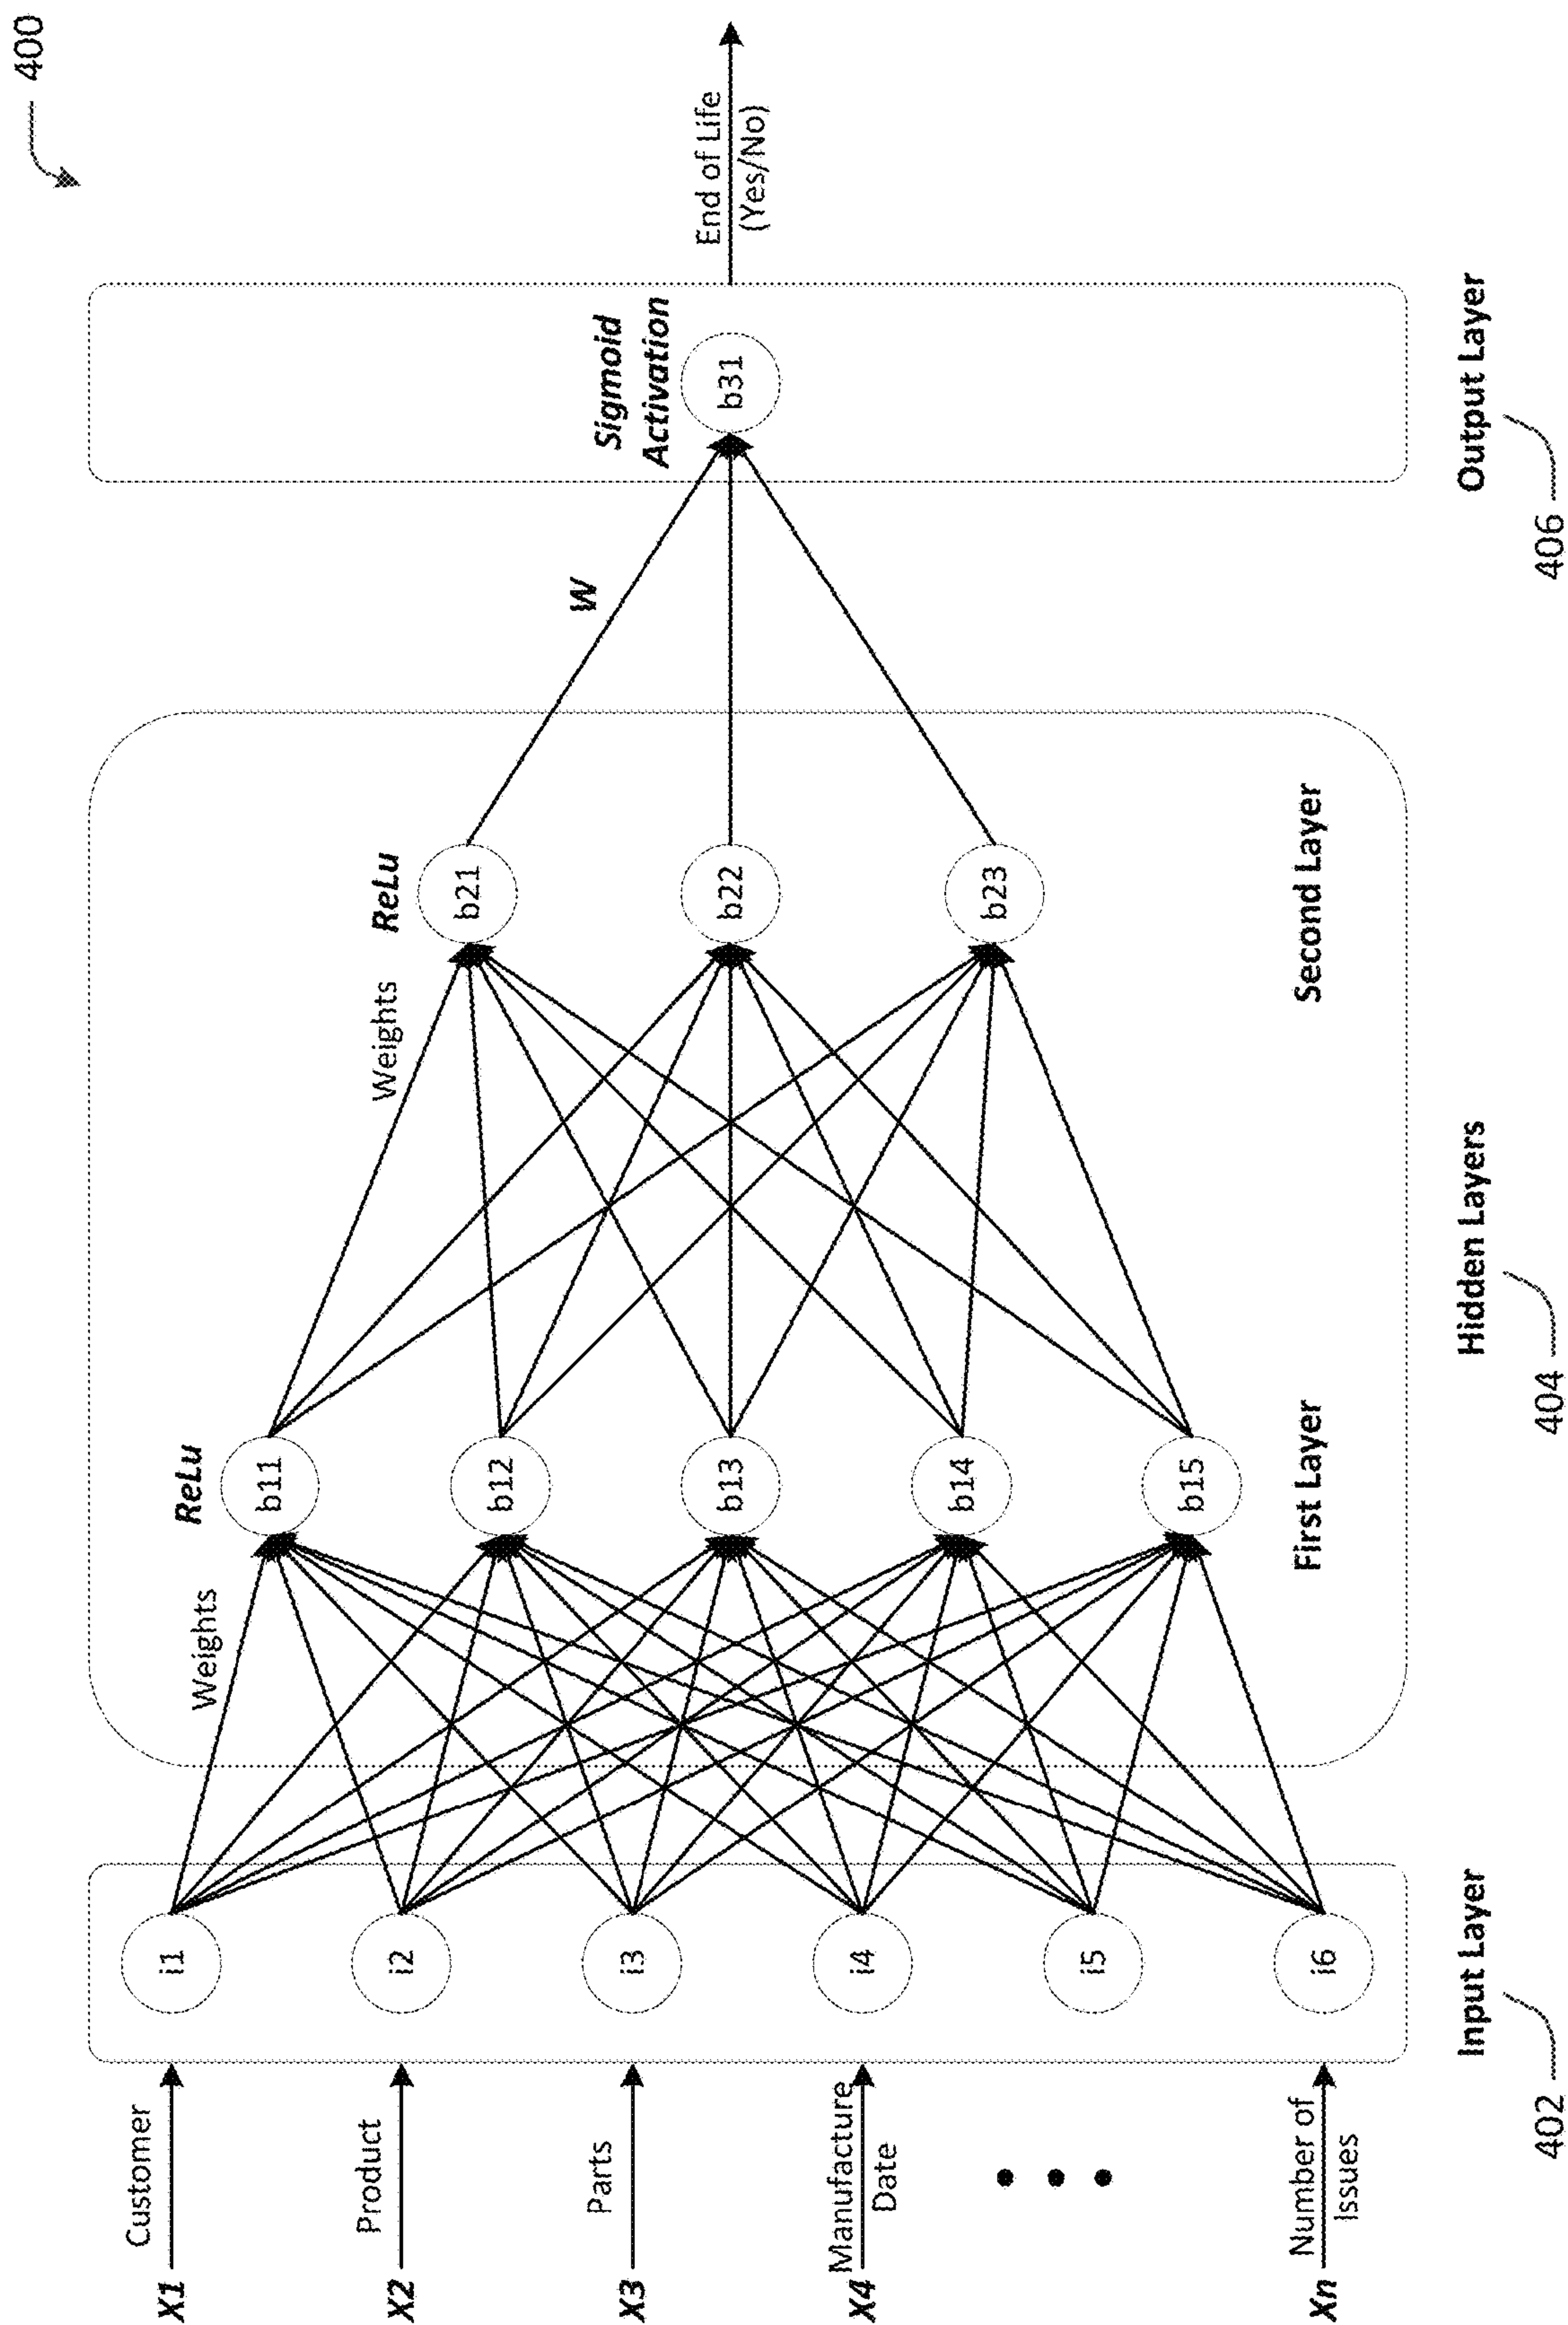 400
X1
Customer
X2
Product
X3
Parts
X4
Manufacture
Date
Xn
Number of
Issues
i1
i2
i3
i4
i5
i6
Input Layer
402
Weights
ReLu
b11
b12
b13
b14
b15
First Layer
Weights
ReLu
b21
b22
b23
Second Layer
Hidden Layers
404
W
Sigmoid
Activation
b31
Output Layer
406
End of Life
(Yes/No)